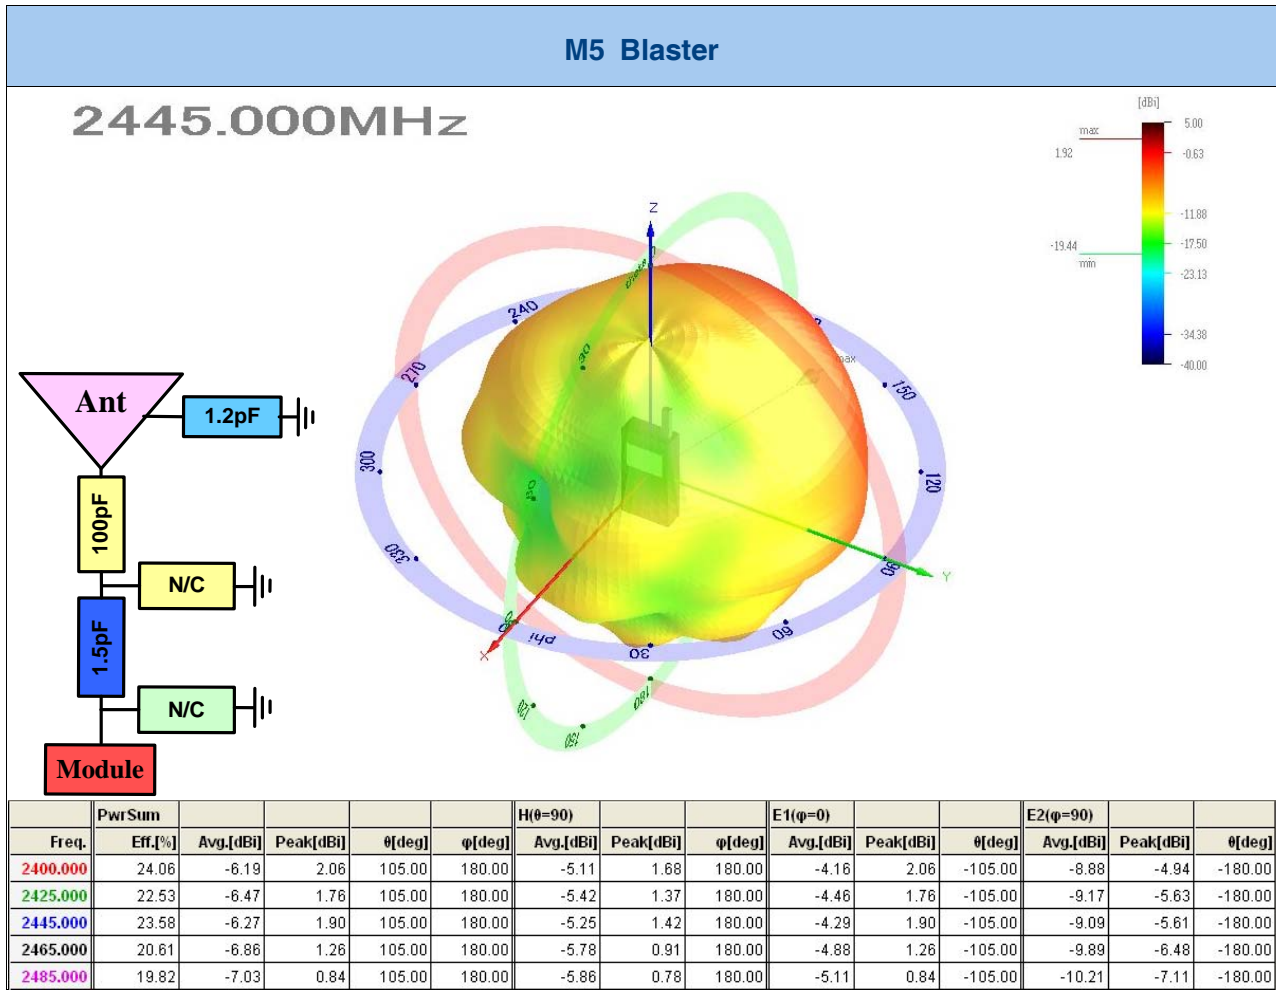 M5 Blaster
2445.000MHz
[dBi]
max
1.92
5.00
-0.63
-11.88
-17.50
-23.13
-34.38
-40.00
-19.44
min
Z
240
270
300
330
phi
30
60
90
120
150
max
X
Y
30
60
90
120
150
180
Ant
1.2pF
100pF
N/C
1.5pF
N/C
Module
PwrSum H(θ=90) E1(φ=0) E2(φ=90)
Freq. Eff.[%] Avg.[dBi] Peak[dBi] θ[deg] φ[deg] Avg.[dBi] Peak[dBi] φ[deg] Avg.[dBi] Peak[dBi] θ[deg] Avg.[dBi] Peak[dBi] θ[deg]
2400.000 24.06 -6.19 2.06 105.00 180.00 -5.11 1.68 180.00 -4.16 2.06 -105.00 -8.88 -4.94 -180.00
2425.000 22.53 -6.47 1.76 105.00 180.00 -5.42 1.37 180.00 -4.46 1.76 -105.00 -9.17 -5.63 -180.00
2445.000 23.58 -6.27 1.90 105.00 180.00 -5.25 1.42 180.00 -4.29 1.90 -105.00 -9.09 -5.61 -180.00
2465.000 20.61 -6.86 1.26 105.00 180.00 -5.78 0.91 180.00 -4.88 1.26 -105.00 -9.89 -6.48 -180.00
2485.000 19.82 -7.03 0.84 105.00 180.00 -5.86 0.78 180.00 -5.11 0.84 -105.00 -10.21 -7.11 -180.00